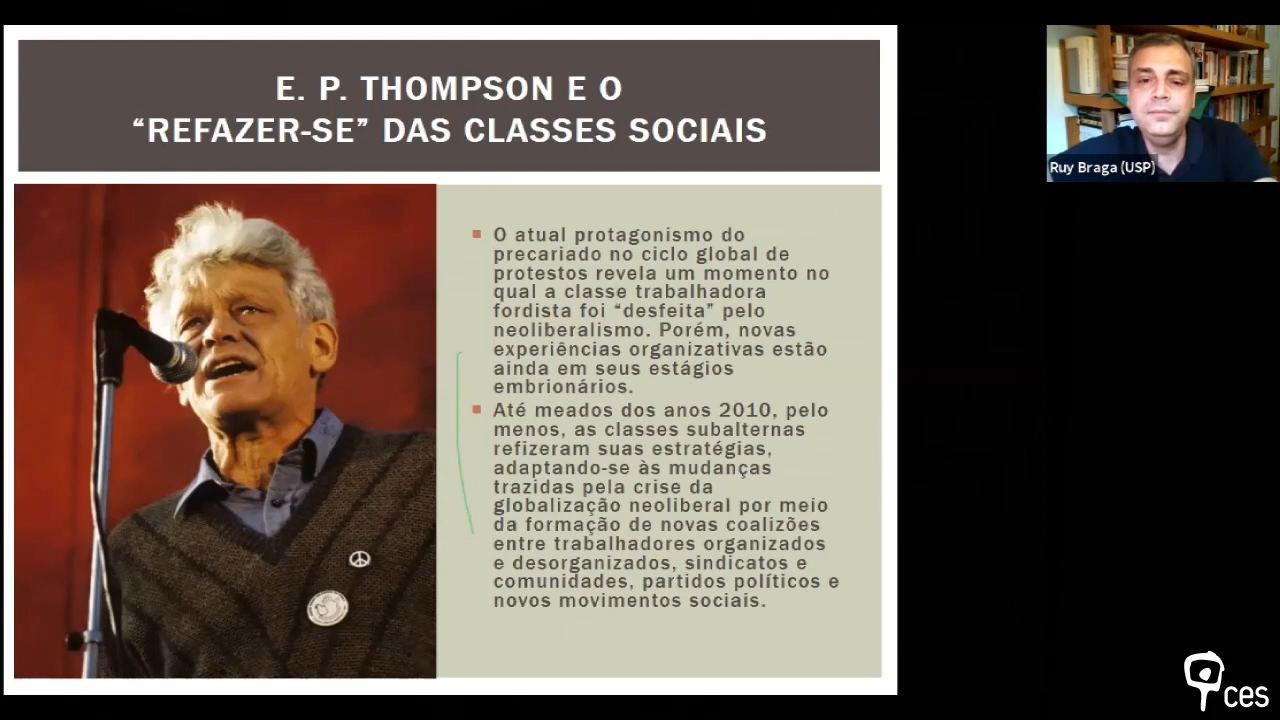 E. P. THOMPSON E O
“REFAZER-SE” DAS CLASSES SOCIAIS
O atual protagonismo do
precariado no ciclo global de
protestos revela um momento no
qual a classe trabalhadora
fordista foi “desfeita” pelo
neoliberalismo. Porém, novas
experiências organizativas estão
ainda em seus estágios
embrionários.
Até meados dos anos 2010, pelo
menos, as classes subalternas
refizeram suas estratégias,
adaptando-se às mudanças
trazidas pela crise da
globalização neoliberal por meio
da formação de novas coalizões
entre trabalhadores organizados
e desorganizados, sindicatos e
comunidades, partidos políticos e
novos movimentos sociais.
Ruy Braga (USP)
ces